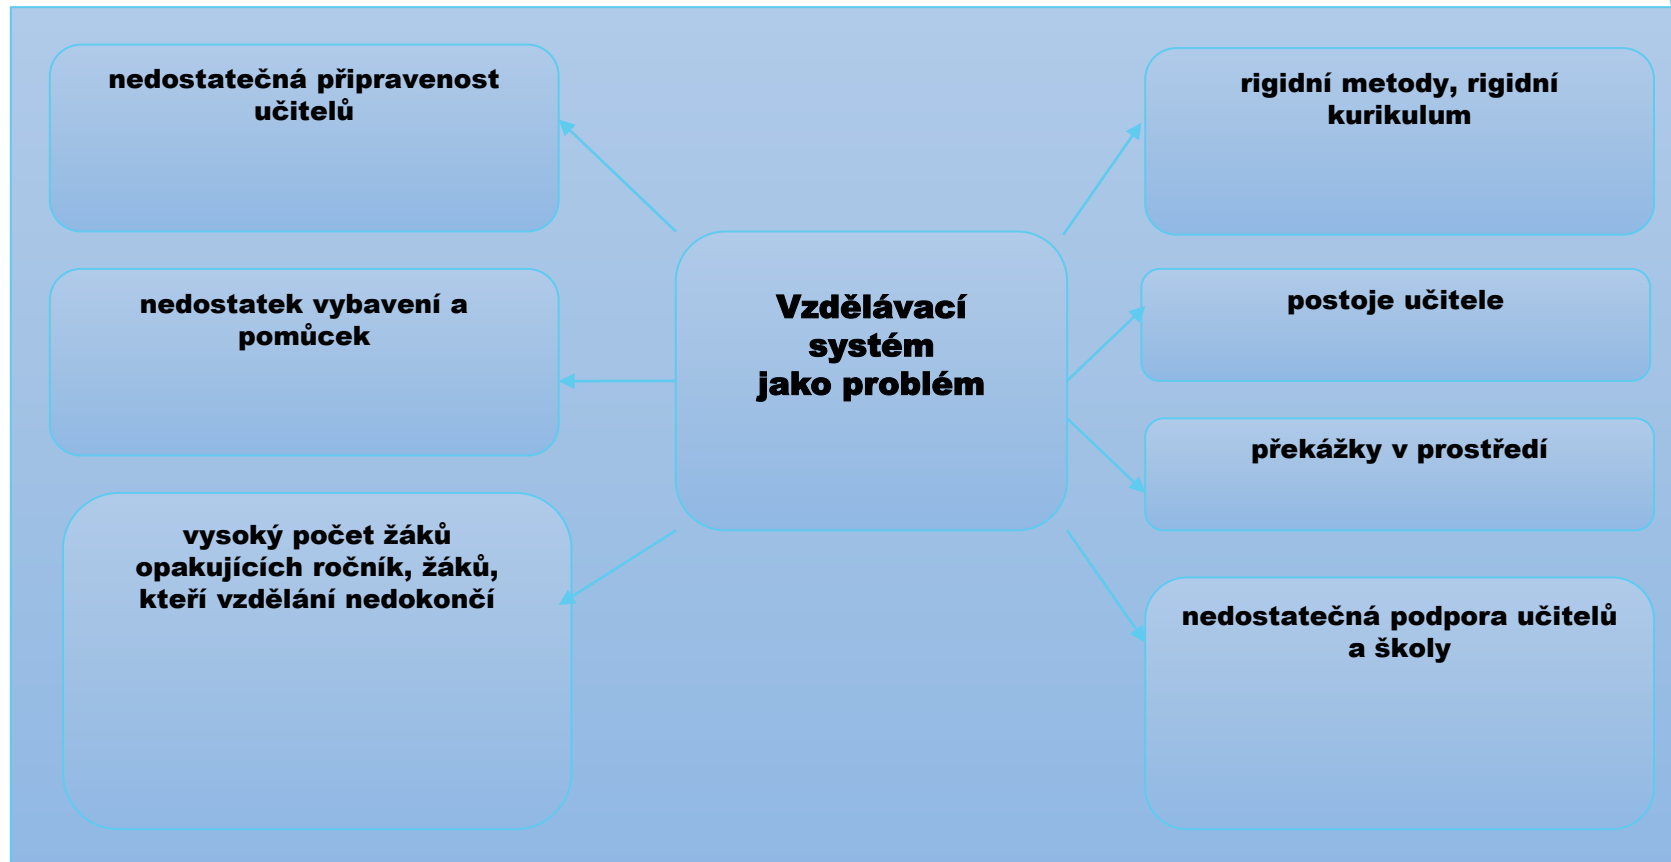 nedostatečná připravenost
učitelů
rigidní metody, rigidní
kurikulum
nedostatek vybavení a
pomůcek
Vzdělávací
systém
jako problém
postoje učitele
překážky v prostředí
vysoký počet žáků
opakujících ročník, žáků,
kteří vzdělání nedokončí
nedostatečná podpora učitelů
a školy